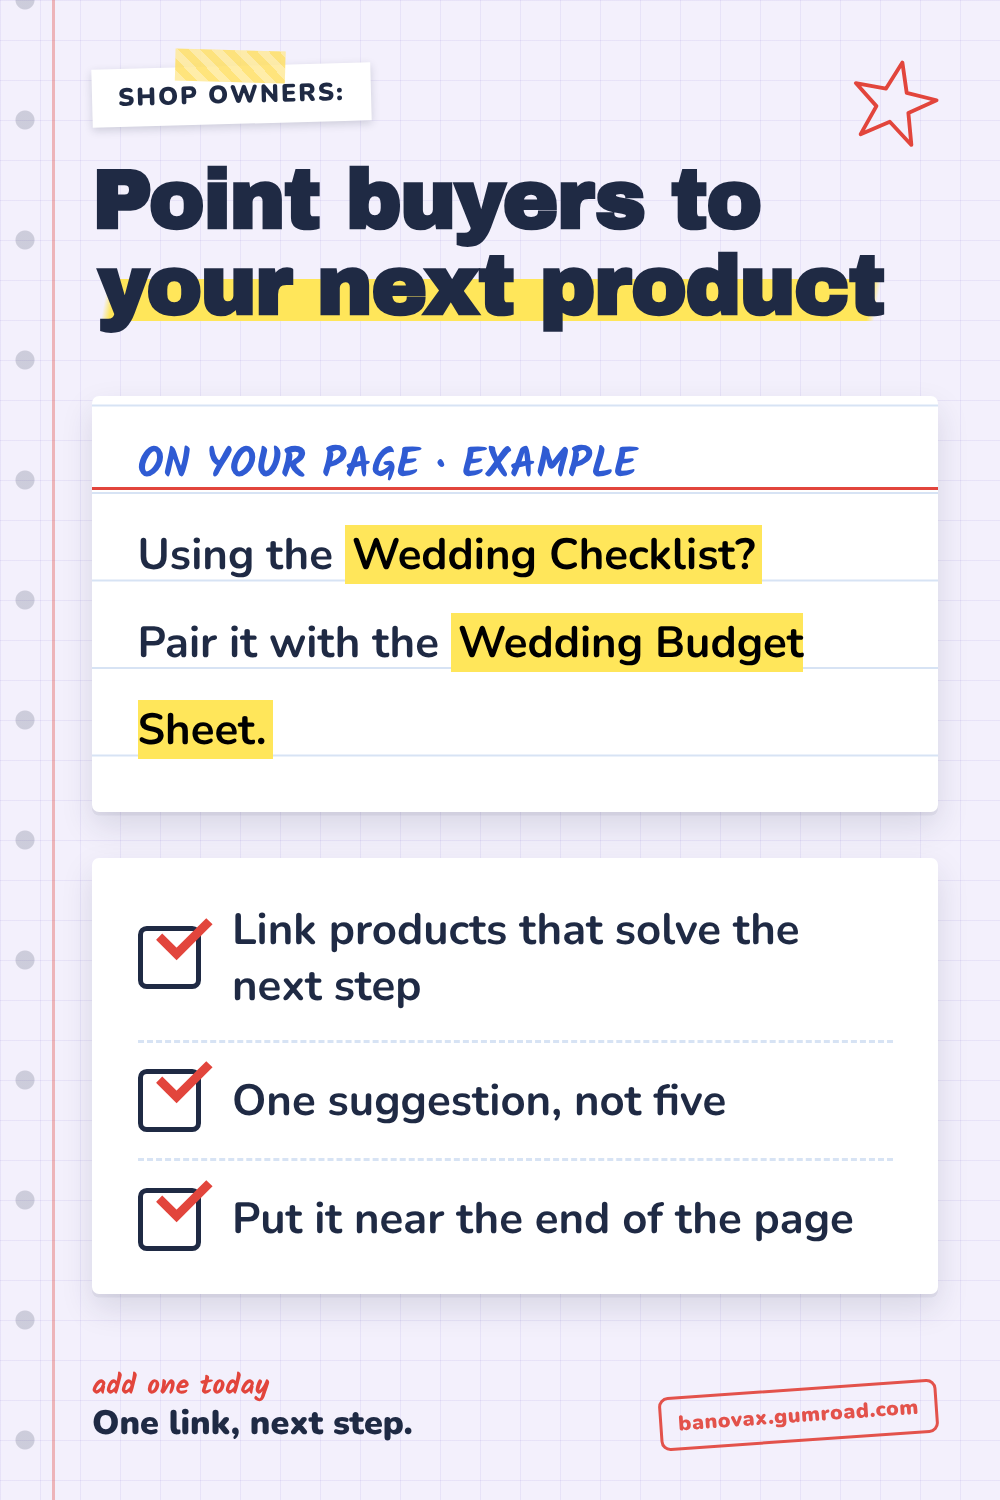 SHOP OWNERS:
Point buyers to
your next product
ON YOUR PAGE · EXAMPLE
Using the Wedding Checklist?
Pair it with the Wedding Budget
Sheet.
Link products that solve the
next step
One suggestion, not five
Put it near the end of the page
add one today
One link, next step.
banovax.gumroad.com